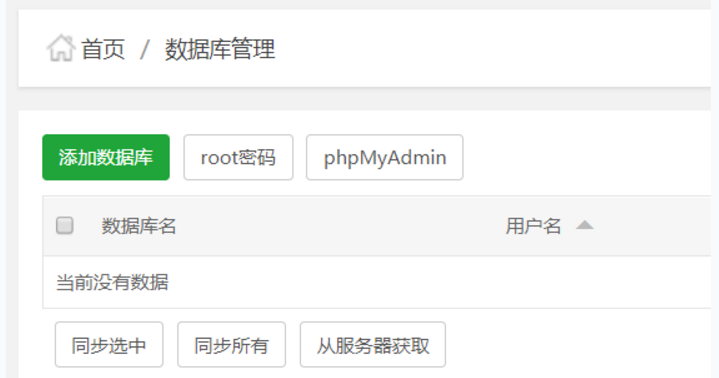 首页 / 数据库管理
添加数据库 root密码 phpMyAdmin
数据库名 用户名
当前没有数据
同步选中 同步所有 从服务器获取